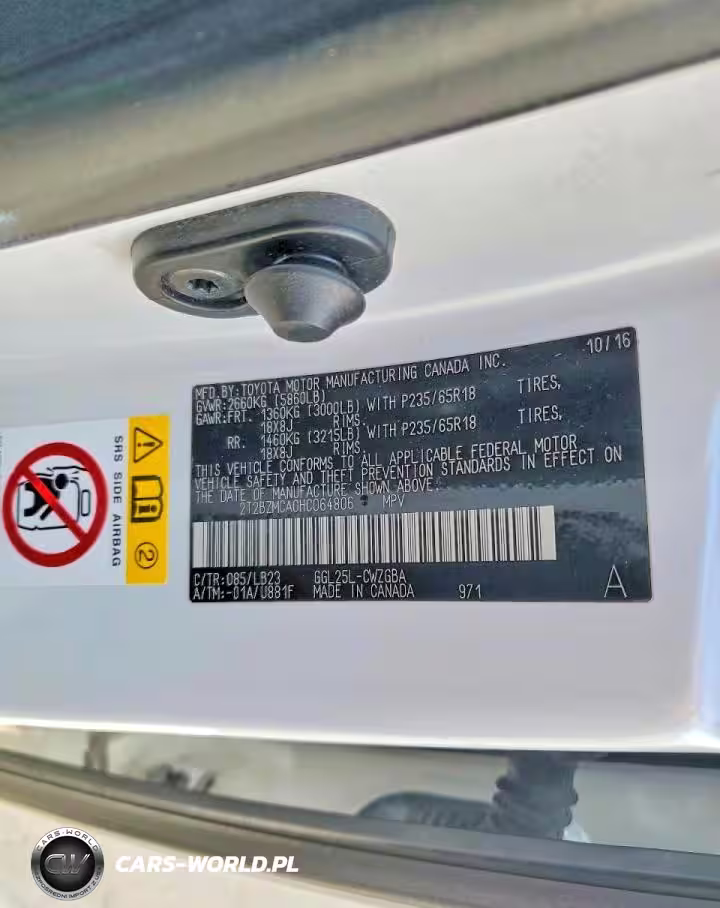 MFD.BY:TOYOTA MOTOR MANUFACTURING CANADA INC. 10/16
GVWR:2660KG (5860LB)
GAWR:FRT. 1360KG (3000LB) WITH P235/65R18 TIRES,
18X8J RIMS.
RR. 1460KG (3215LB) WITH P235/65R18 TIRES,
18X8J RIMS.
THIS VEHICLE CONFORMS TO ALL APPLICABLE FEDERAL MOTOR
VEHICLE SAFETY AND THEFT PREVENTION STANDARDS IN EFFECT ON
THE DATE OF MANUFACTURE SHOWN ABOVE.
2T2BZMCA0HC064806 MPV
C/TR:085/LB23 GGL25L-CWZGBA
A/TM:-01A/U881F MADE IN CANADA 971 A
SRS SIDE AIRBAG
2
CARS-WORLD
CW
CARS-WORLD.PL